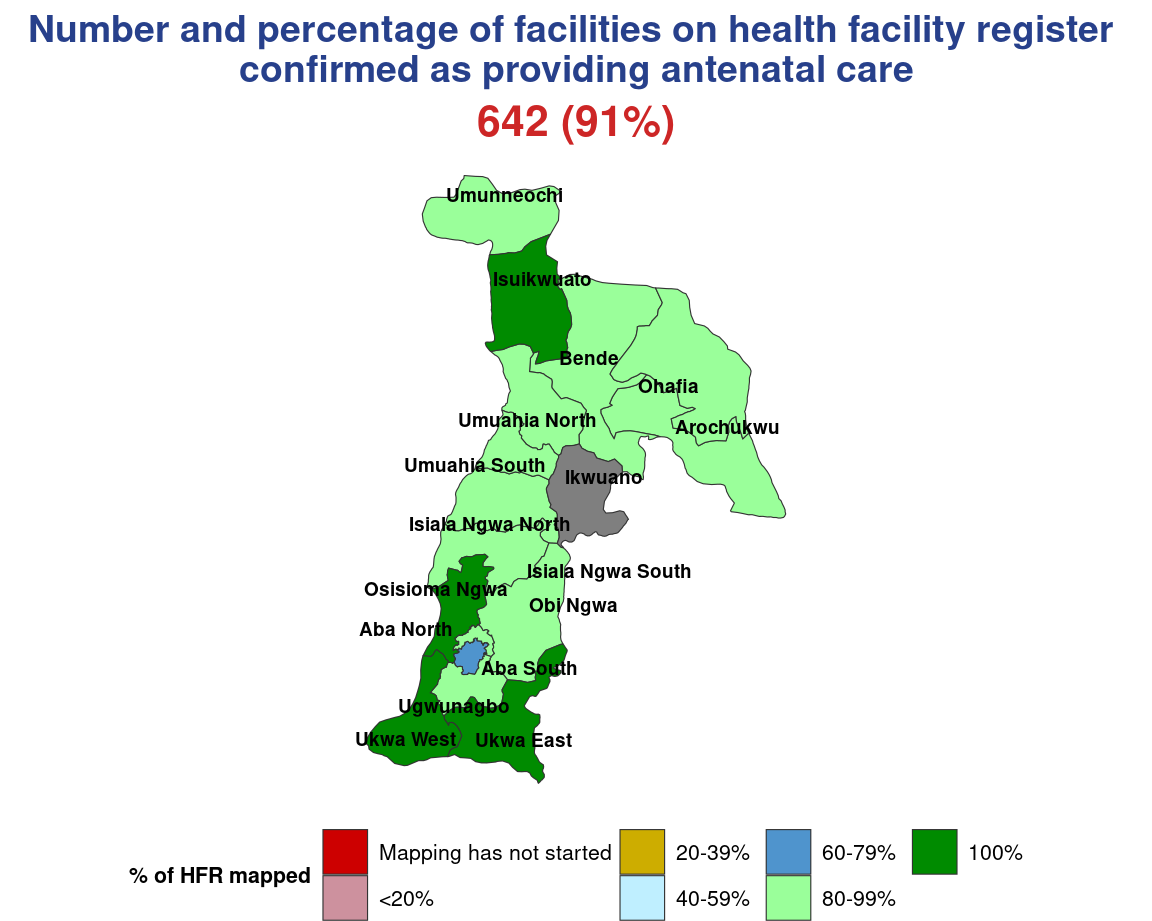 Number and percentage of facilities on health facility register
confirmed as providing antenatal care
642 (91%)
Umunneochi
Isuikwuato
Bende
Ohafia
Umuahia North
Arochukwu
Umuahia South
Ikwuano
Isiala Ngwa North
Isiala Ngwa South
Osisioma Ngwa
Obi Ngwa
Aba North
Aba South
Ugwunagbo
Ukwa West
Ukwa East
% of HFR mapped
Mapping has not started
<20%
20-39%
40-59%
60-79%
80-99%
100%